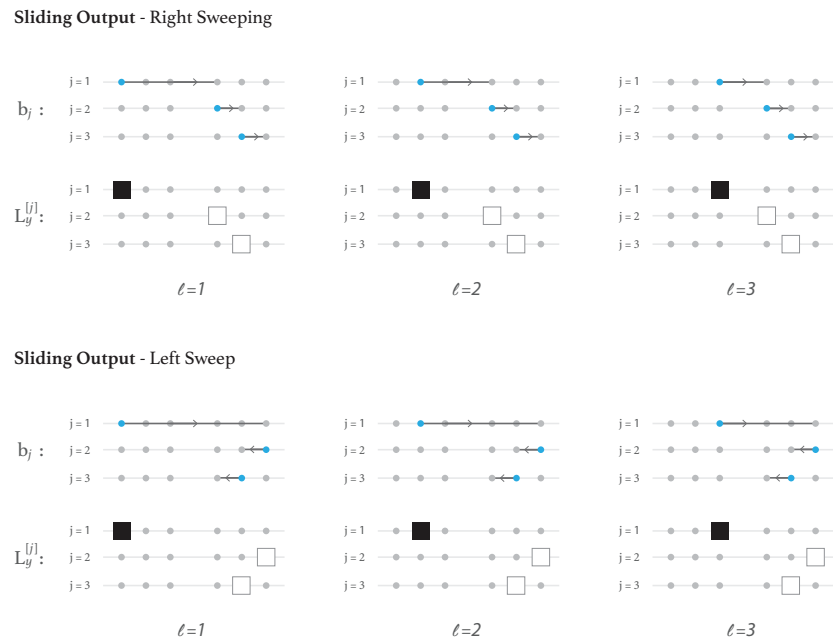 Sliding Output - Right Sweeping
j = 1 j = 1 j = 1
b_j : j = 2 j = 2 j = 2
j = 3 j = 3 j = 3
j = 1 j = 1 j = 1
L_y^[j] : j = 2 j = 2 j = 2
j = 3 j = 3 j = 3
ℓ=1 ℓ=2 ℓ=3
Sliding Output - Left Sweep
j = 1 j = 1 j = 1
b_j : j = 2 j = 2 j = 2
j = 3 j = 3 j = 3
j = 1 j = 1 j = 1
L_y^[j] : j = 2 j = 2 j = 2
j = 3 j = 3 j = 3
ℓ=1 ℓ=2 ℓ=3